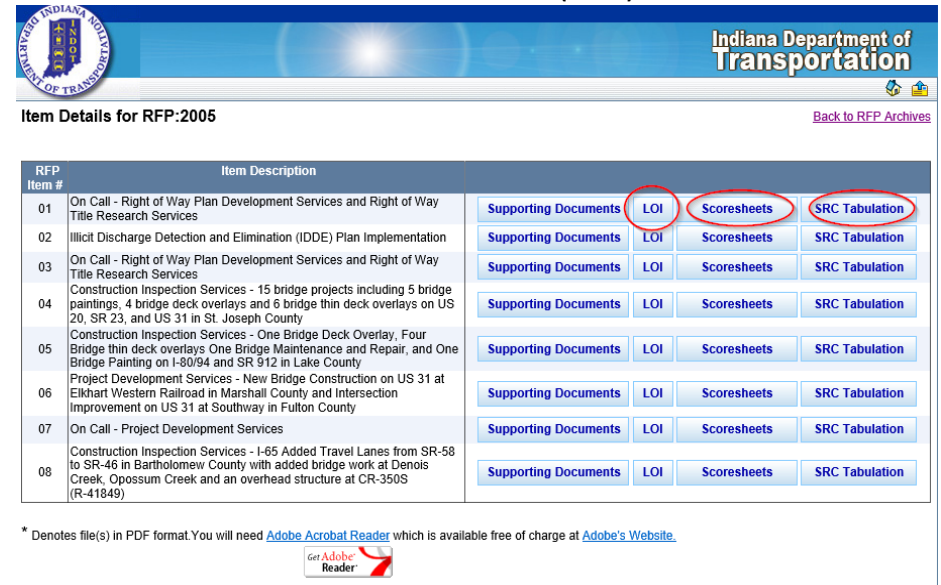 INDIANA
DEPARTMENT OF TRANSPORTATION
INDOT
Indiana Department of
Transportation
Item Details for RFP:2005
Back to RFP Archives
RFP Item # Item Description
01 On Call - Right of Way Plan Development Services and Right of Way
Title Research Services
Supporting Documents LOI Scoresheets SRC Tabulation
02 Illicit Discharge Detection and Elimination (IDDE) Plan Implementation
Supporting Documents LOI Scoresheets SRC Tabulation
03 On Call - Right of Way Plan Development Services and Right of Way
Title Research Services
Supporting Documents LOI Scoresheets SRC Tabulation
04 Construction Inspection Services - 15 bridge projects including 5 bridge
paintings, 4 bridge deck overlays and 6 bridge thin deck overlays on US
20, SR 23, and US 31 in St. Joseph County
Supporting Documents LOI Scoresheets SRC Tabulation
05 Construction Inspection Services - One Bridge Deck Overlay, Four
Bridge thin deck overlays One Bridge Maintenance and Repair, and One
Bridge Painting on I-80/94 and SR 912 in Lake County
Supporting Documents LOI Scoresheets SRC Tabulation
06 Project Development Services - New Bridge Construction on US 31 at
Elkhart Western Railroad in Marshall County and Intersection
Improvement on US 31 at Southway in Fulton County
Supporting Documents LOI Scoresheets SRC Tabulation
07 On Call - Project Development Services
Supporting Documents LOI Scoresheets SRC Tabulation
08 Construction Inspection Services - I-65 Added Travel Lanes from SR-58
to SR-46 in Bartholomew County with added bridge work at Denois
Creek, Opossum Creek and an overhead structure at CR-350S
(R-41849)
Supporting Documents LOI Scoresheets SRC Tabulation
* Denotes file(s) in PDF format.You will need Adobe Acrobat Reader which is available free of charge at Adobe's Website.
Get Adobe
Reader